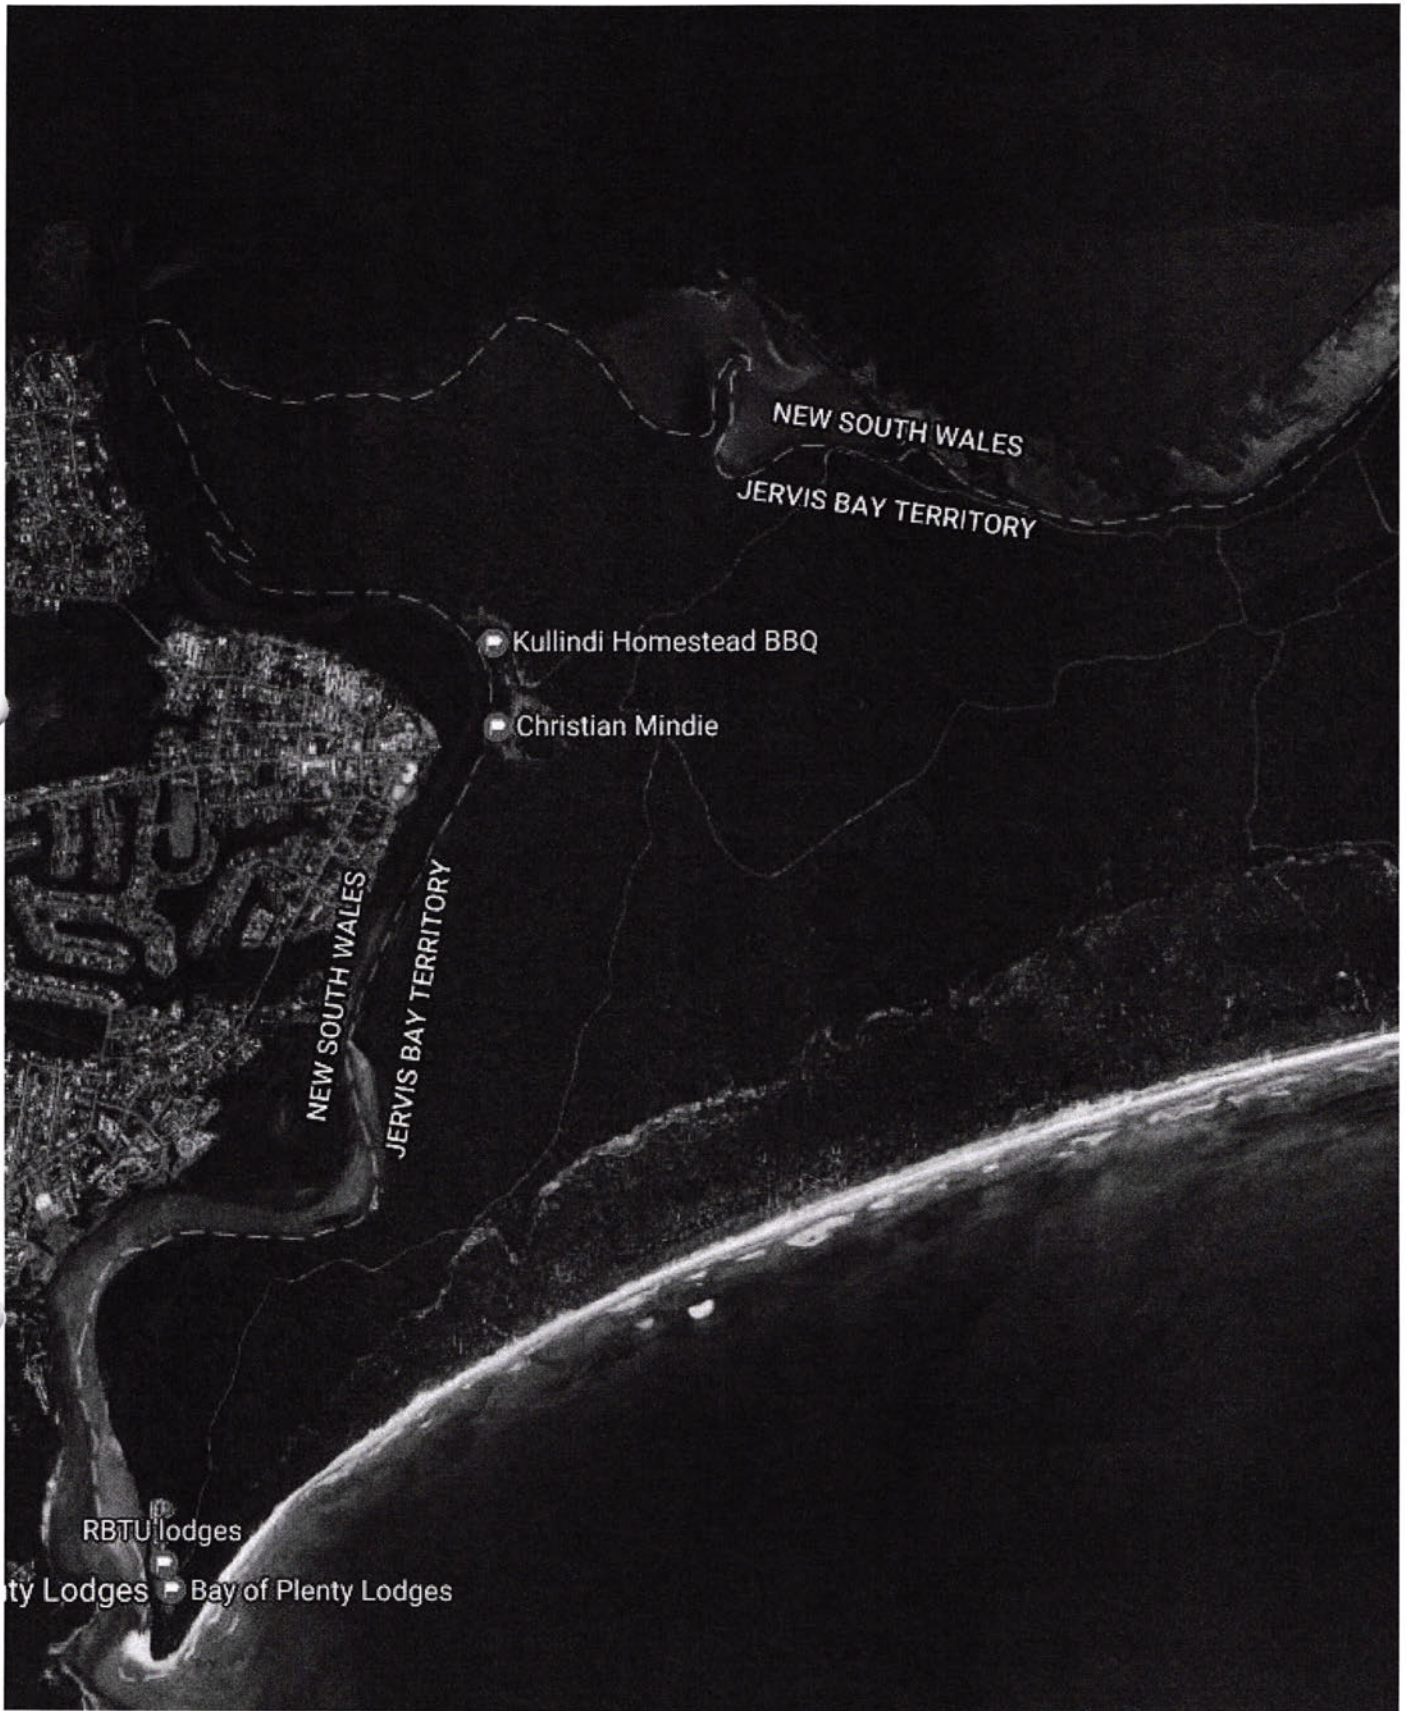 NEW SOUTH WALES
JERVIS BAY TERRITORY
Kullindi Homestead BBQ
Christian Mindie
NEW SOUTH WALES
JERVIS BAY TERRITORY
RBTU lodges
nty Lodges
Bay of Plenty Lodges